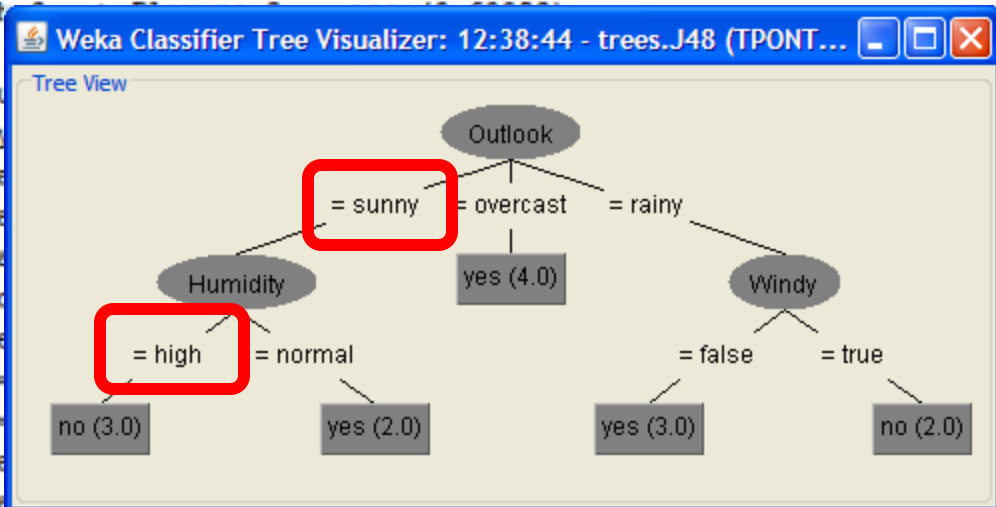 Weka Classifier Tree Visualizer: 12:38:44 - trees.J48 (TPONT...
Tree View
Outlook
= sunny = overcast = rainy
Humidity yes (4.0) Windy
= high = normal = false = true
no (3.0) yes (2.0) yes (3.0) no (2.0)